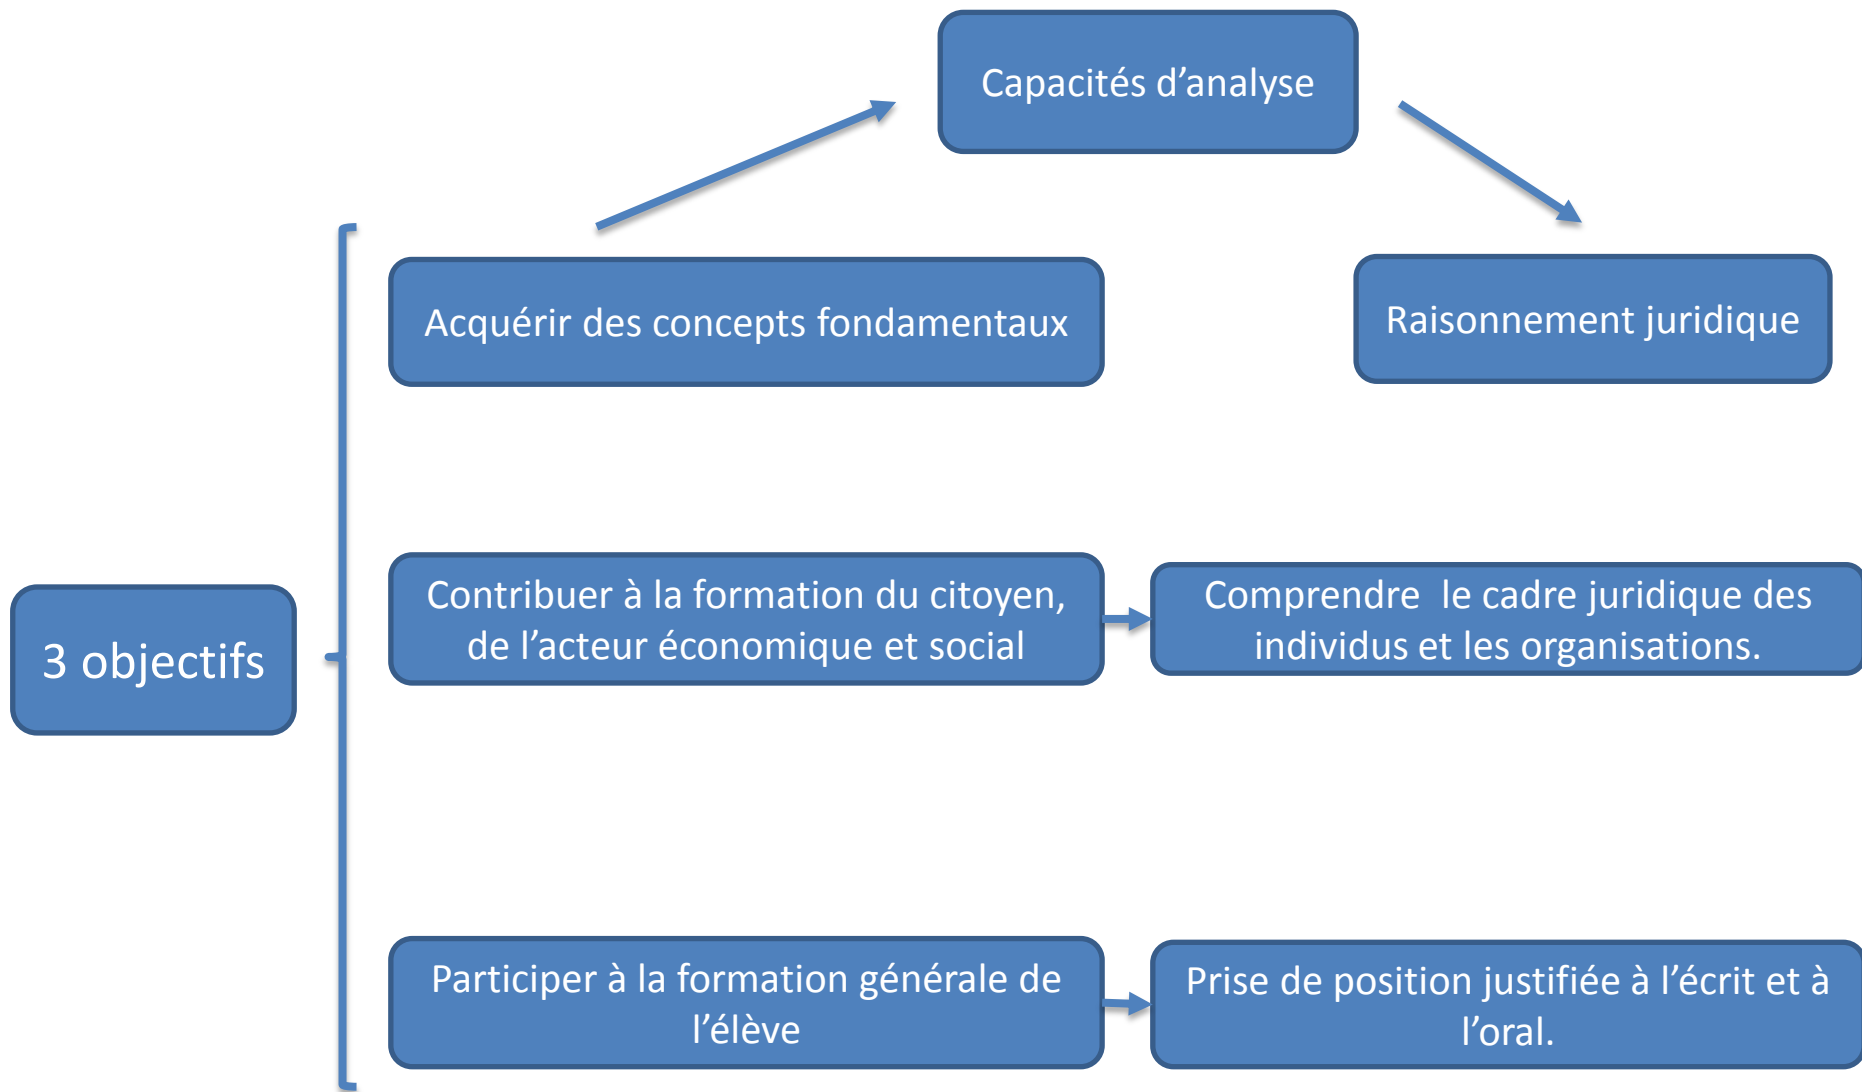 Capacités d’analyse
Acquérir des concepts fondamentaux
Raisonnement juridique
3 objectifs
Contribuer à la formation du citoyen,
de l’acteur économique et social
Comprendre  le cadre juridique des
individus et les organisations.
Participer à la formation générale de
l’élève
Prise de position justifiée à l’écrit et à
l’oral.